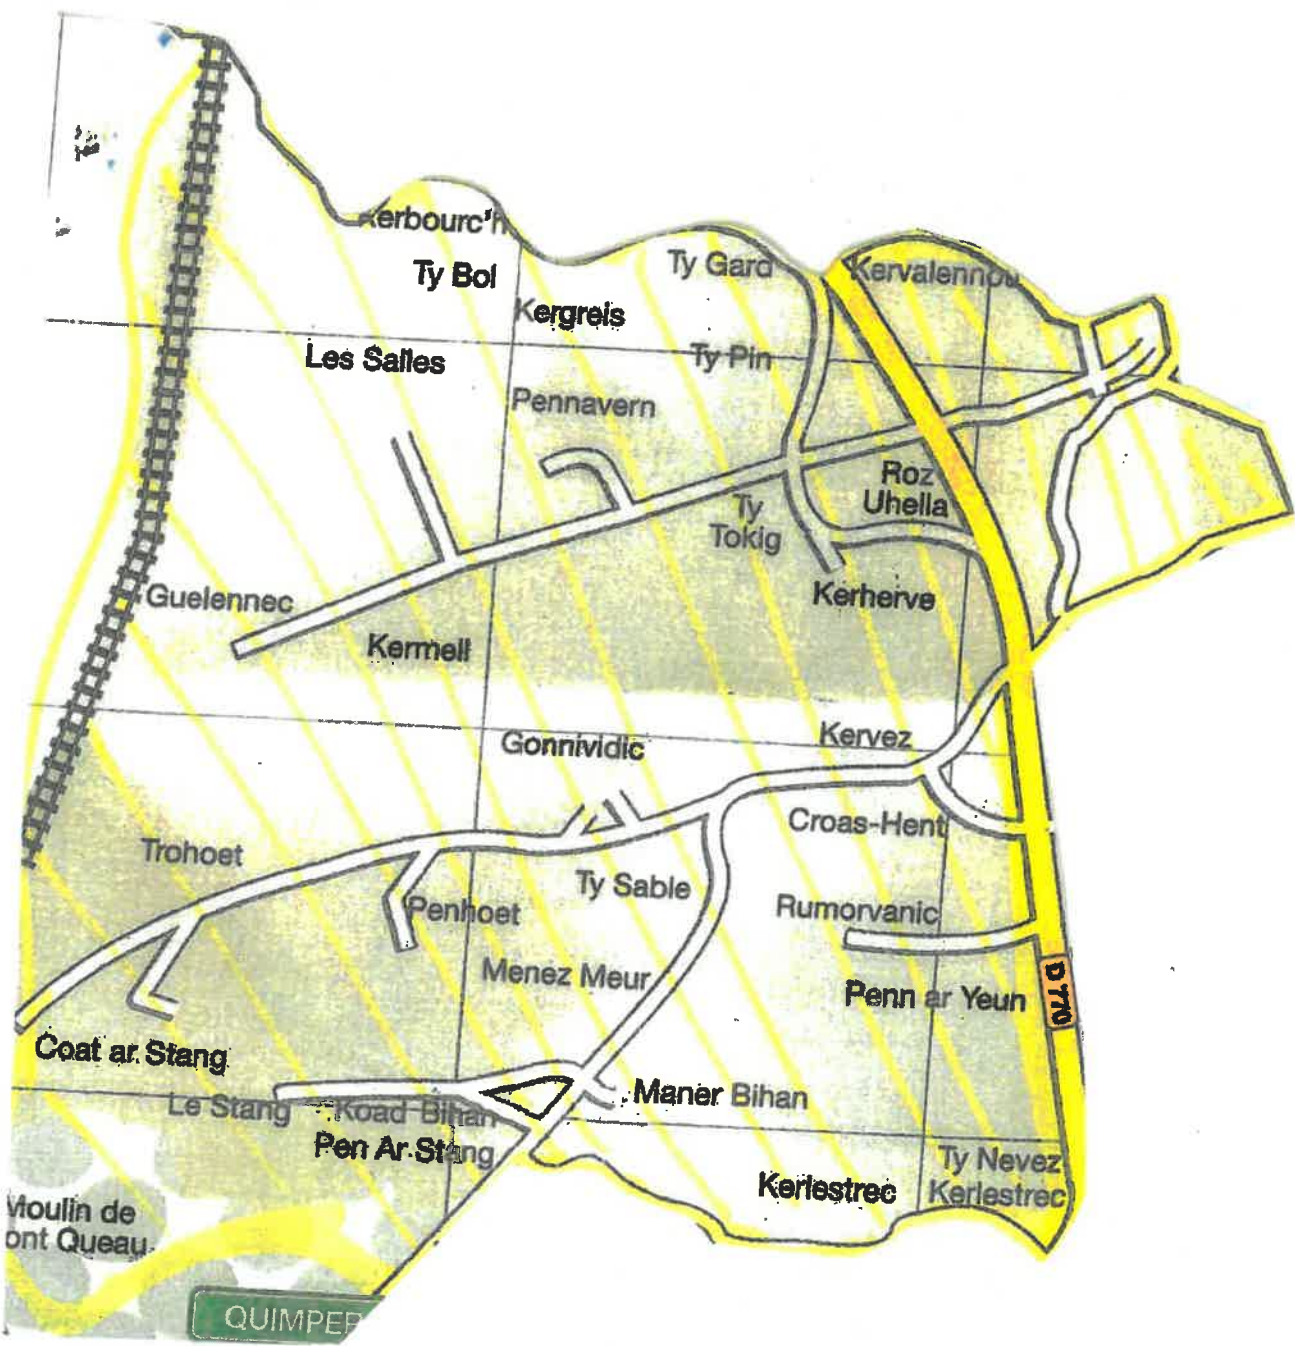 Kerbourc'h
Ty Gard
Kervalennou
Ty Bol
Kergreis
Les Salles
Ty Pin
Pennavern
Roz
Uhella
Ty
Tokig
Guelennec
Kerherve
Kermell
Gonnividic
Kervez
Croas-Hent
Trohoet
Ty Sable
Penhoet
Rumorvanic
Menez Meur
Penn ar Yeun
D 770
Coat ar Stang
Maner Bihan
Le Stang
Koad Bihan
Pen Ar Stang
Ty Nevez
Kerlestrec
Kerlestrec
Moulin de
ont Queau
QUIMPER